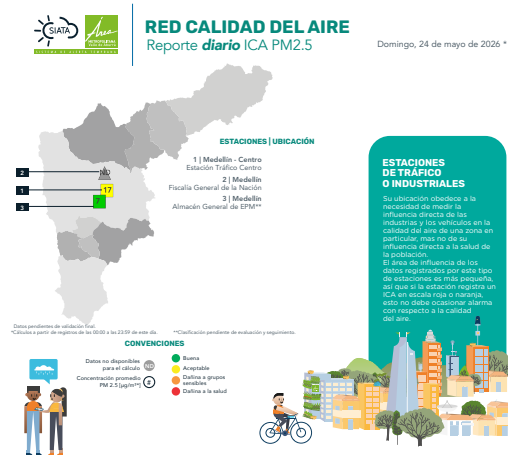 SIATA
Área
METROPOLITANA
Valle de Aburrá
RED CALIDAD DEL AIRE
Reporte diario ICA PM2.5
Domingo, 24 de mayo de 2026 *
ESTACIONES | UBICACIÓN
1 | Medellín - Centro
Estación Tráfico Centro
2 | Medellín
Fiscalía General de la Nación
3 | Medellín
Almacén General de EPM**
2
ND
1
17
3
7
ESTACIONES
DE TRÁFICO
O INDUSTRIALES
Su ubicación obedece a la
necesidad de medir la
influencia directa de las
industrias y los vehículos en la
calidad del aire de una zona en
particular, mas no de su
influencia directa a la salud de
la población.
El área de influencia de los
datos registrados por este tipo
de estaciones es más pequeña,
así que si la estación registra un
ICA en escala roja o naranja,
esto no debe ocasionar alarma
con respecto a la calidad
del aire.
Datos pendientes de validación final.
*Cálculos a partir de registros de las 00:00 a las 23:59 de este día.
**Clasificación pendiente de evaluación y seguimiento.
CONVENCIONES
Datos no disponibles
para el cálculo
ND
Concentración promedio
PM 2.5 [µg/m³]
#
Buena
Aceptable
Dañina a grupos
sensibles
Dañina a la salud